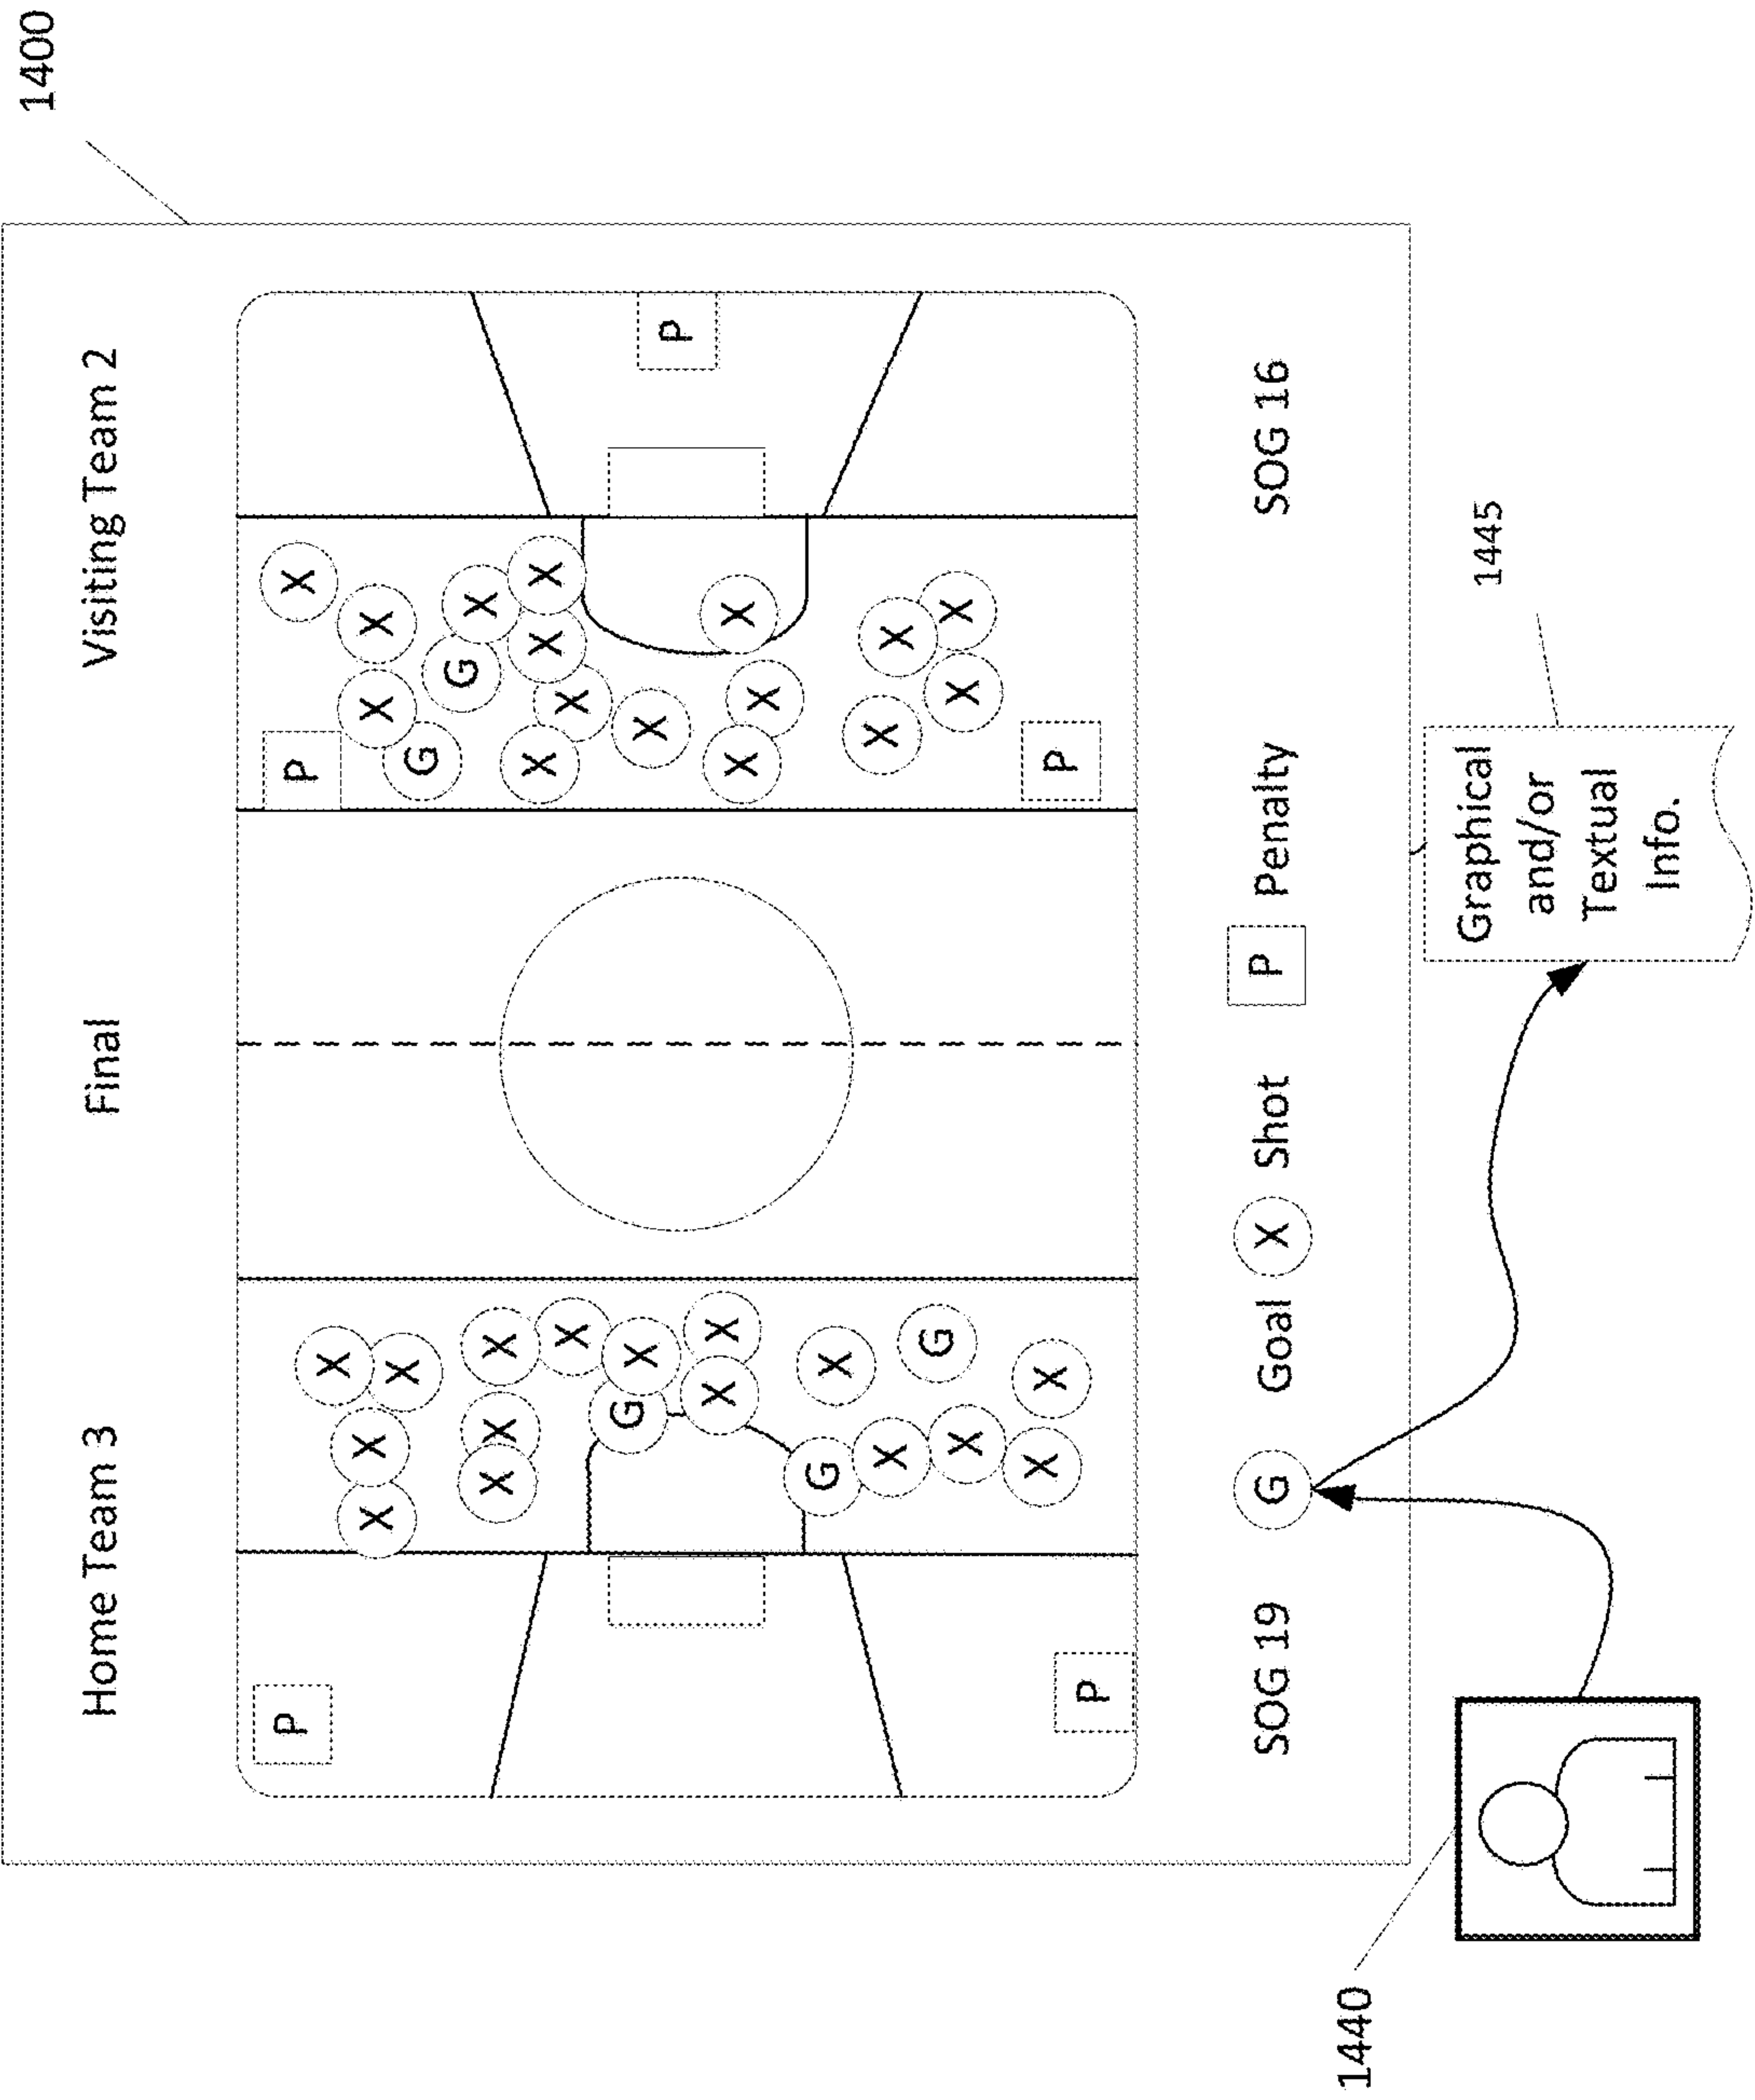 1400
Home Team 3 Final Visiting Team 2
P P X
X
X X X X X
G G X
X X X X X X
X X
G X X
P
X X X X
X
G X
X X X
G
X X X
X X P
P
SOG 19 G Goal X Shot P Penalty SOG 16
1440
1445
Graphical
and/or
Textual
Info.